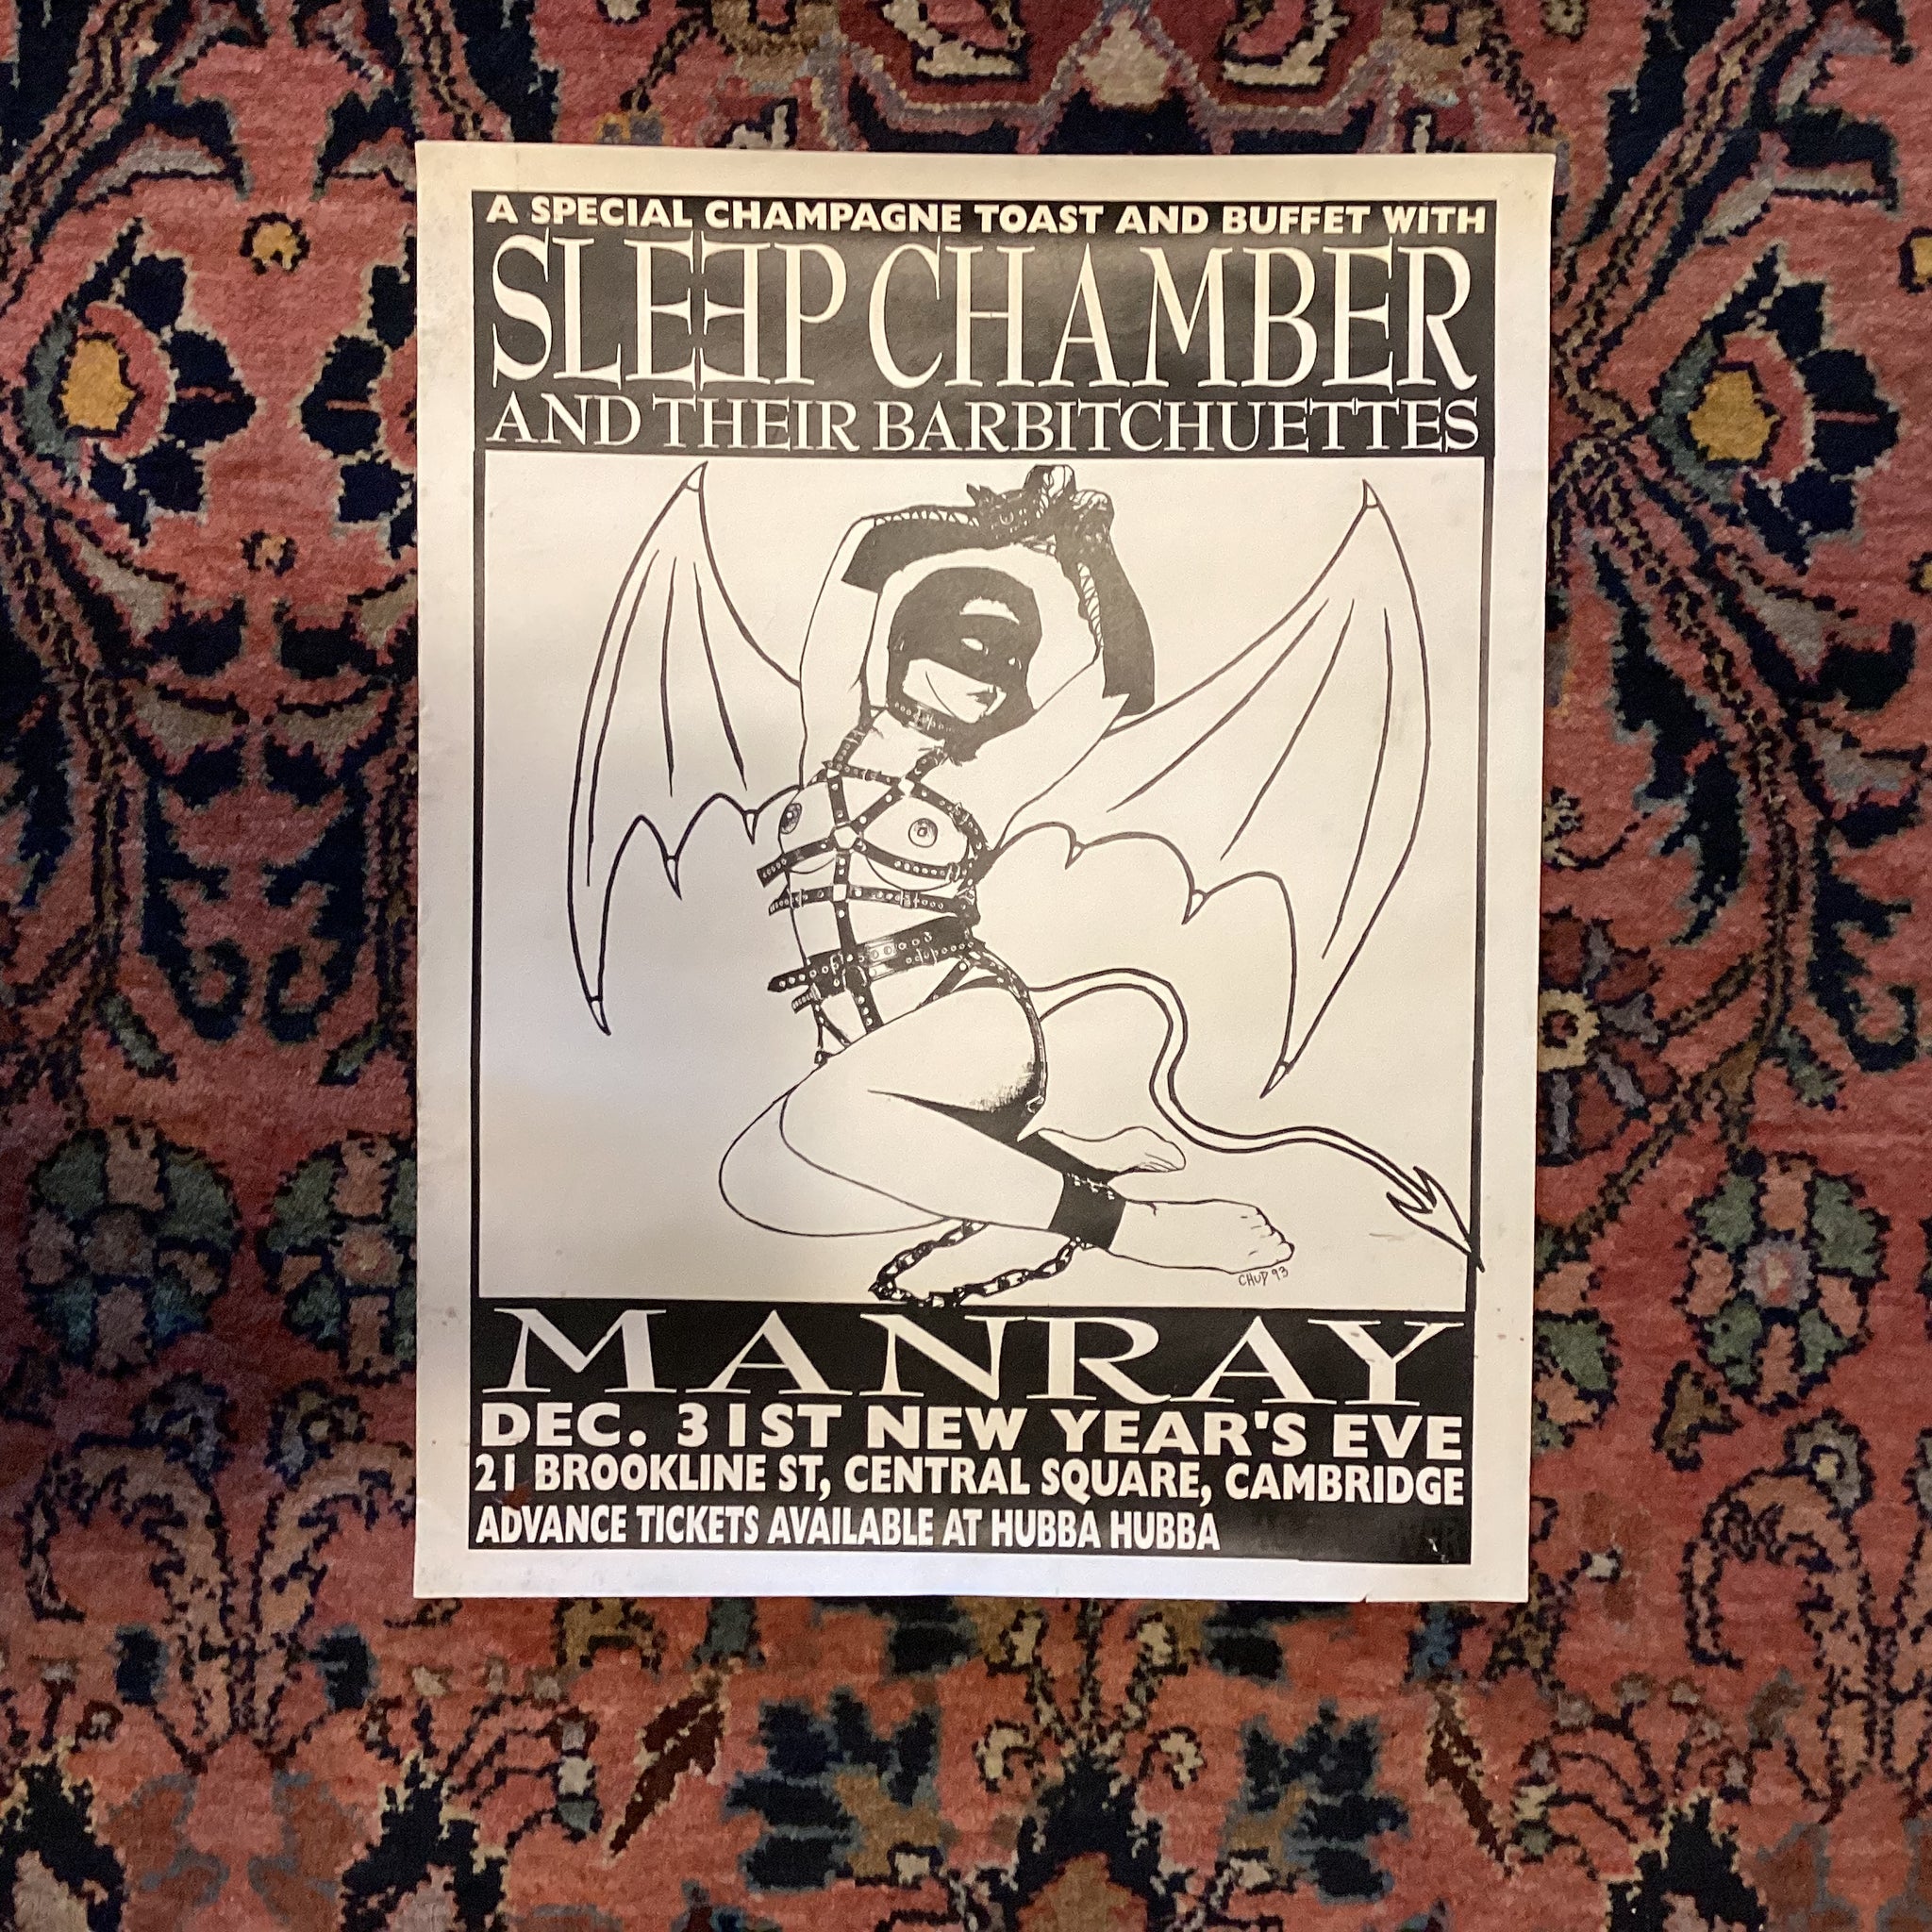 A SPECIAL CHAMPAGNE TOAST AND BUFFET WITH
SLEEP CHAMBER
AND THEIR BARBITCHUETTES
CHUD 93
MANRAY
DEC. 31ST NEW YEAR'S EVE
21 BROOKLINE ST, CENTRAL SQUARE, CAMBRIDGE
ADVANCE TICKETS AVAILABLE AT HUBBA HUBBA